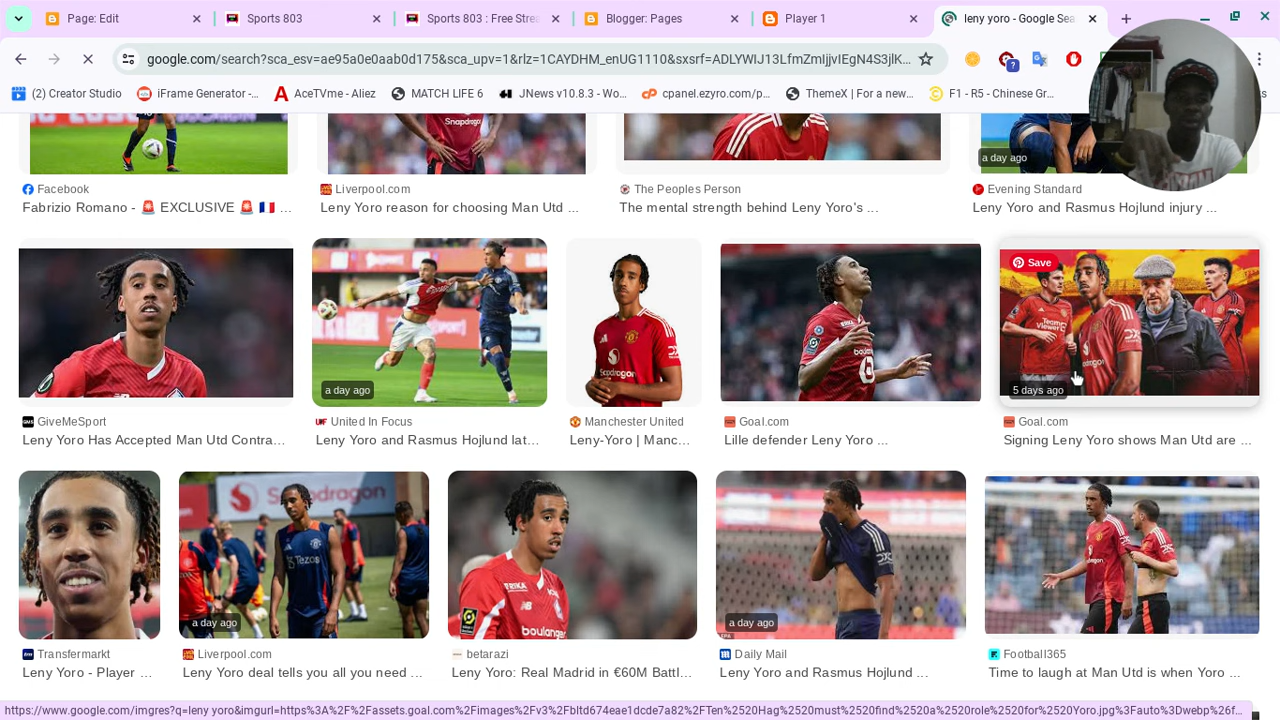 Page: Edit
Sports 803
Sports 803 : Free Strea
Blogger: Pages
Player 1
leny yoro - Google Sea
google.com/search?sca_esv=ae95a0e0aab0d175&sca_upv=1&rlz=1CAYDHM_enUG1110&sxsrf=ADLYWIJ13LfmZmIjjvIEgN4S3jlK...
(2) Creator Studio
iFrame Generator -...
AceTVme - Aliez
MATCH LIFE 6
JNews v10.8.3 - Wo...
cpanel.ezyro.com/p...
ThemeX | For a new...
F1 - R5 - Chinese Gr...
a day ago
Facebook
Fabrizio Romano - 🚨 EXCLUSIVE 🚨 🇫🇷 ...
Liverpool.com
Leny Yoro reason for choosing Man Utd ...
The Peoples Person
The mental strength behind Leny Yoro's ...
Evening Standard
Leny Yoro and Rasmus Hojlund injury ...
Save
a day ago
5 days ago
GiveMeSport
Leny Yoro Has Accepted Man Utd Contra...
United In Focus
Leny Yoro and Rasmus Hojlund lat...
Manchester United
Leny-Yoro | Manc...
Goal.com
Lille defender Leny Yoro ...
Goal.com
Signing Leny Yoro shows Man Utd are ...
Snapdragon
TEZOS
boulanger
a day ago
a day ago
Transfermarkt
Leny Yoro - Player ...
Liverpool.com
Leny Yoro deal tells you all you need ...
betarazi
Leny Yoro: Real Madrid in €60M Battl...
Daily Mail
Leny Yoro and Rasmus Hojlund ...
Football365
Time to laugh at Man Utd is when Yoro ...
https://www.google.com/imgres?q=leny yoro&imgurl=https%3A%2F%2Fassets.goal.com%2Fimages%2Fv3%2Fbltd674eae1dcde7a82%2FTen%2520Hag%2520must%2520find%2520a%2520role%2520for%2520Yoro.jpg%3Fauto%3Dwebp%26f...